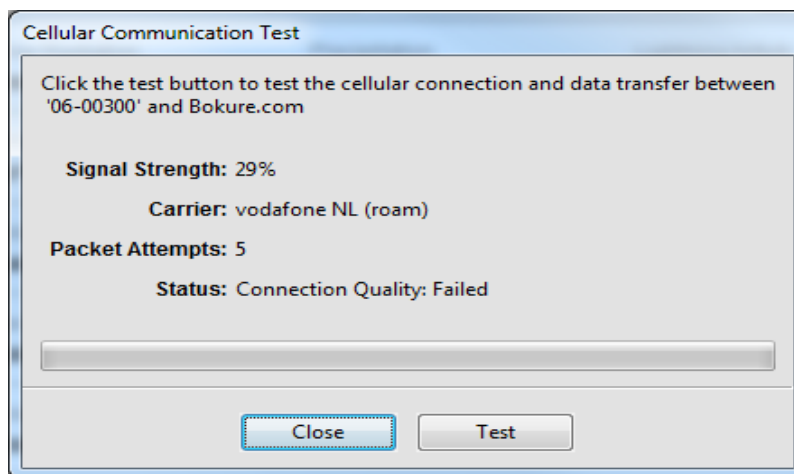 Cellular Communication Test
Click the test button to test the cellular connection and data transfer between
'06-00300' and Bokure.com
Signal Strength: 29%
Carrier: vodafone NL (roam)
Packet Attempts: 5
Status: Connection Quality: Failed
Close Test